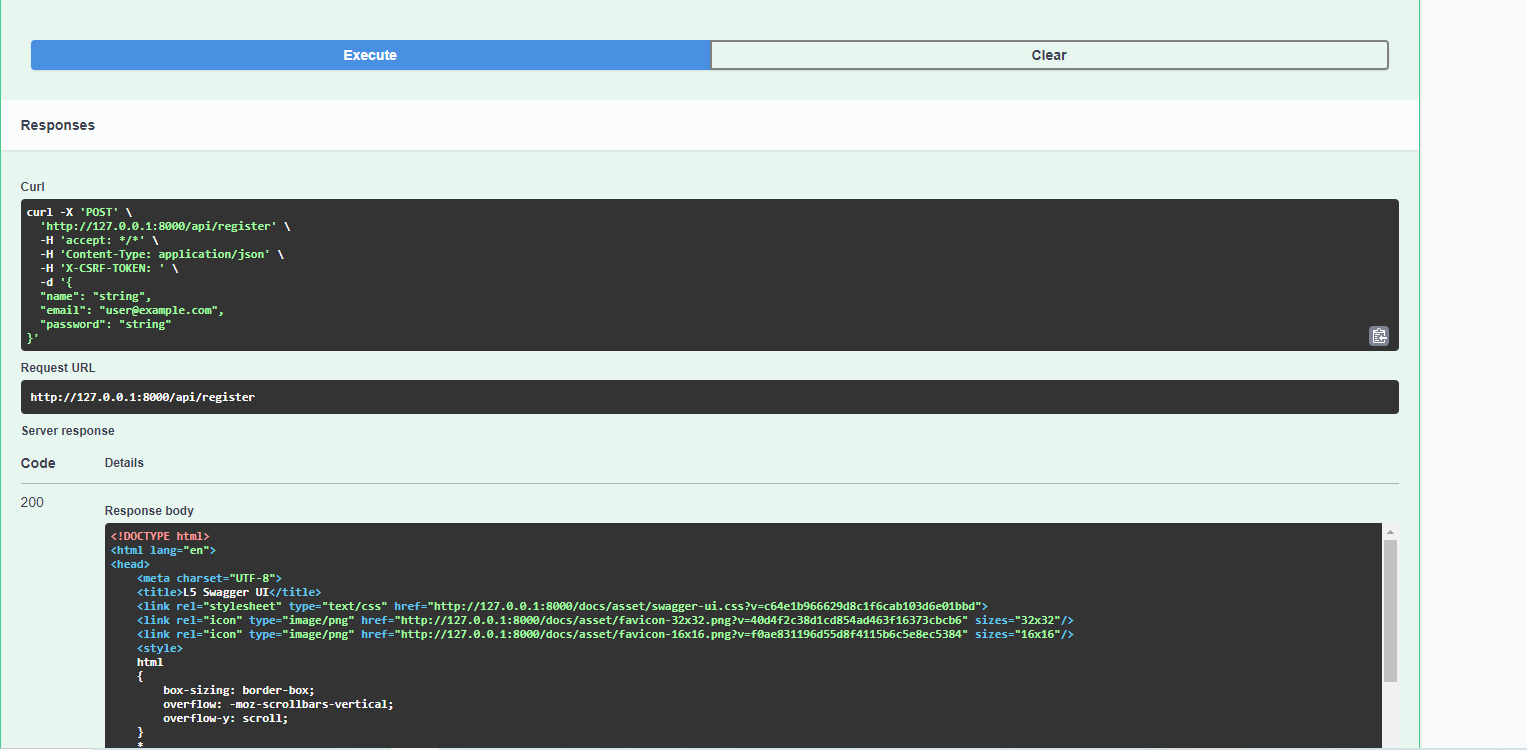 Execute Clear
Responses
Curl
curl -X 'POST' \
  'http://127.0.0.1:8000/api/register' \
  -H 'accept: */*' \
  -H 'Content-Type: application/json' \
  -H 'X-CSRF-TOKEN: ' \
  -d '{
  "name": "string",
  "email": "user@example.com",
  "password": "string"
}'
Request URL
http://127.0.0.1:8000/api/register
Server response
Code Details
200
Response body
<!DOCTYPE html>
<html lang="en">
<head>
    <meta charset="UTF-8">
    <title>L5 Swagger UI</title>
    <link rel="stylesheet" type="text/css" href="http://127.0.0.1:8000/docs/asset/swagger-ui.css?v=c64e1b966629d8c1f6cab103d6e01bbd">
    <link rel="icon" type="image/png" href="http://127.0.0.1:8000/docs/asset/favicon-32x32.png?v=40d4f2c38d1cd854ad463f16373cbcb6" sizes="32x32"/>
    <link rel="icon" type="image/png" href="http://127.0.0.1:8000/docs/asset/favicon-16x16.png?v=f0ae831196d55d8f4115b6c5e8ec5384" sizes="16x16"/>
    <style>
    html
    {
        box-sizing: border-box;
        overflow: -moz-scrollbars-vertical;
        overflow-y: scroll;
    }
    *